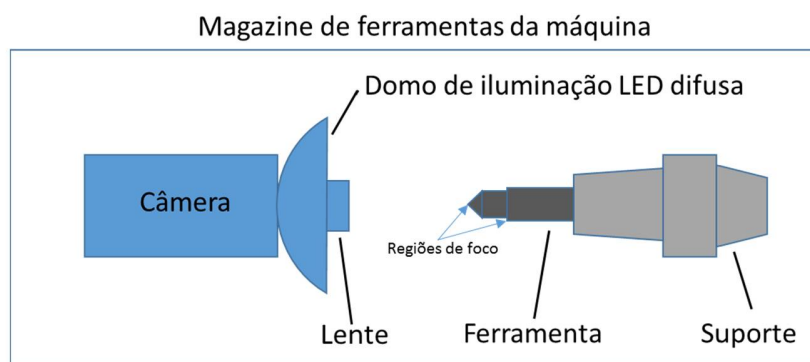 Magazine de ferramentas da máquina
Domo de iluminação LED difusa
Câmera
Regiões de foco
Lente
Ferramenta
Suporte